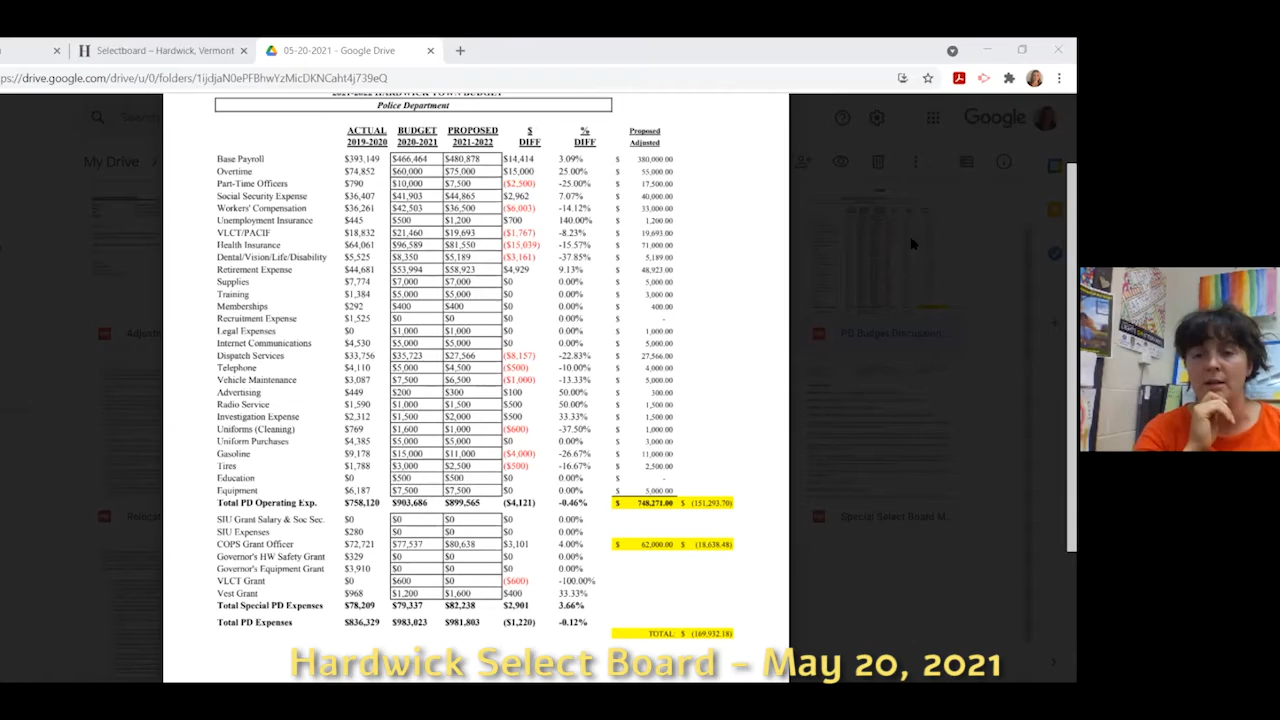 Selectboard – Hardwick, Vermont
05-20-2021 - Google Drive
ps://drive.google.com/drive/u/0/folders/1ijdjaN0ePFBhwYzMicDKNCaht4j739eQ
2021-2022 HARDWICK TOWN BUDGET
Police Department
ACTUAL BUDGET PROPOSED $ % Proposed
2019-2020 2020-2021 2021-2022 DIFF DIFF Adjusted
Base Payroll $393,149 $466,464 $480,878 $14,414 3.09% $ 380,000.00
Overtime $74,852 $60,000 $75,000 $15,000 25.00% $ 55,000.00
Part-Time Officers $790 $10,000 $7,500 ($2,500) -25.00% $ 17,500.00
Social Security Expense $36,407 $41,903 $44,865 $2,962 7.07% $ 40,000.00
Workers' Compensation $36,261 $42,503 $36,500 ($6,003) -14.12% $ 33,000.00
Unemployment Insurance $445 $500 $1,200 $700 140.00% $ 1,200.00
VLCT/PACIF $18,832 $21,460 $19,693 ($1,767) -8.23% $ 19,693.00
Health Insurance $64,061 $96,589 $81,550 ($15,039) -15.57% $ 71,000.00
Dental/Vision/Life/Disability $5,525 $8,350 $5,189 ($3,161) -37.85% $ 5,189.00
Retirement Expense $44,681 $53,994 $58,923 $4,929 9.13% $ 48,923.00
Supplies $7,774 $7,000 $7,000 $0 0.00% $ 5,000.00
Training $1,384 $5,000 $5,000 $0 0.00% $ 3,000.00
Memberships $292 $400 $400 $0 0.00% $ 400.00
Recruitment Expense $1,525 $0 $0 $0 0.00% $ -
Legal Expenses $0 $1,000 $1,000 $0 0.00% $ 1,000.00
Internet Communications $4,530 $5,000 $5,000 $0 0.00% $ 5,000.00
Dispatch Services $33,756 $35,723 $27,566 ($8,157) -22.83% $ 27,566.00
Telephone $4,110 $5,000 $4,500 ($500) -10.00% $ 4,000.00
Vehicle Maintenance $3,087 $7,500 $6,500 ($1,000) -13.33% $ 5,000.00
Advertising $449 $200 $300 $100 50.00% $ 300.00
Radio Service $1,590 $1,000 $1,500 $500 50.00% $ 1,500.00
Investigation Expense $2,312 $1,500 $2,000 $500 33.33% $ 1,500.00
Uniforms (Cleaning) $769 $1,600 $1,000 ($600) -37.50% $ 1,000.00
Uniform Purchases $4,385 $5,000 $5,000 $0 0.00% $ 3,000.00
Gasoline $9,178 $15,000 $11,000 ($4,000) -26.67% $ 11,000.00
Tires $1,788 $3,000 $2,500 ($500) -16.67% $ 2,500.00
Education $500 $500 $0 0.00% $ -
Equipment $6,187 $7,500 $7,500 $0 0.00% $ 5,000.00
Total PD Operating Exp. $758,120 $903,686 $899,565 ($4,121) -0.46% $ 748,271.00 $ (151,293.70)
SIU Grant Salary & Soc Sec. $0 $0 $0 $0 0.00%
SIU Expenses $280 $0 $0 $0 0.00%
COPS Grant Officer $72,721 $77,537 $80,638 $3,101 4.00% $ 62,000.00 $ (18,638.48)
Governor's HW Safety Grant $329 $0 $0 $0 0.00%
Governor's Equipment Grant $3,910 $0 $0 $0 0.00%
VLCT Grant $0 $600 $0 ($600) -100.00%
Vest Grant $968 $1,200 $1,600 $400 33.33%
Total Special PD Expenses $78,209 $79,337 $82,238 $2,901 3.66%
Total PD Expenses $836,329 $983,023 $981,803 ($1,220) -0.12%
TOTAL: $ (169,932.18)
Search
Google
My Drive
Adjust
PD Budget Discussion...
Special Select Board M...
Hardwick Select Board - May 20, 2021